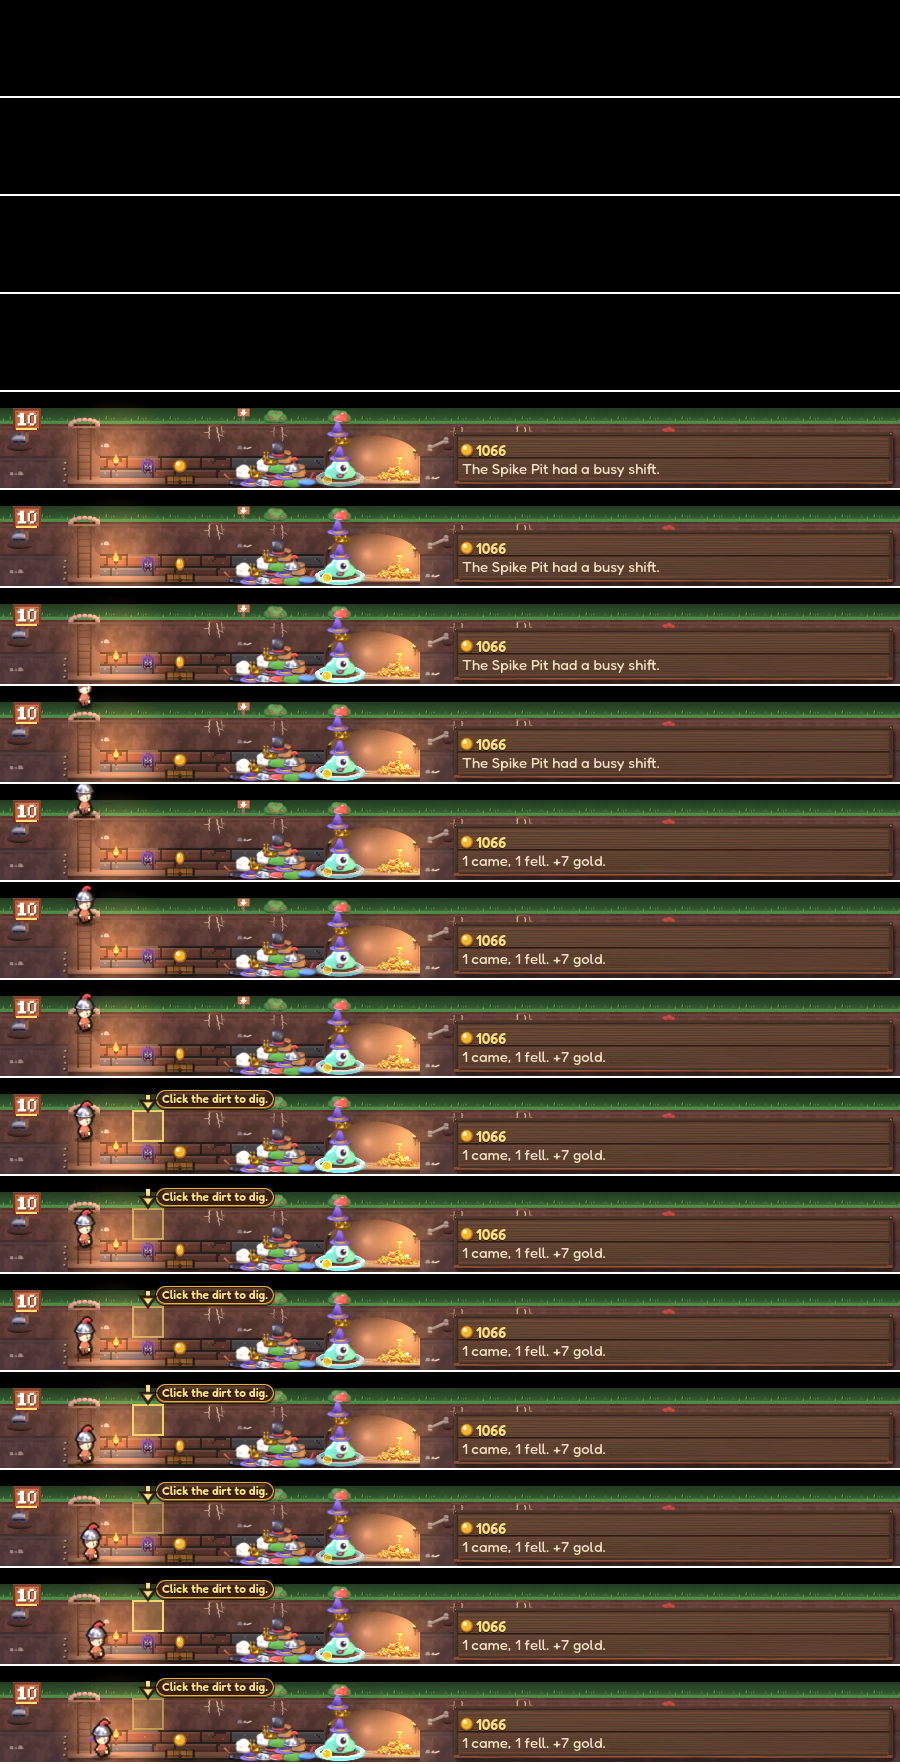 10
1066
The Spike Pit had a busy shift.
10
1066
The Spike Pit had a busy shift.
10
1066
The Spike Pit had a busy shift.
10
1066
The Spike Pit had a busy shift.
10
1066
1 came, 1 fell. +7 gold.
10
1066
1 came, 1 fell. +7 gold.
10
1066
1 came, 1 fell. +7 gold.
Click the dirt to dig.
10
1066
1 came, 1 fell. +7 gold.
Click the dirt to dig.
10
1066
1 came, 1 fell. +7 gold.
Click the dirt to dig.
10
1066
1 came, 1 fell. +7 gold.
Click the dirt to dig.
10
1066
1 came, 1 fell. +7 gold.
Click the dirt to dig.
10
1066
1 came, 1 fell. +7 gold.
Click the dirt to dig.
10
1066
1 came, 1 fell. +7 gold.
Click the dirt to dig.
10
1066
1 came, 1 fell. +7 gold.